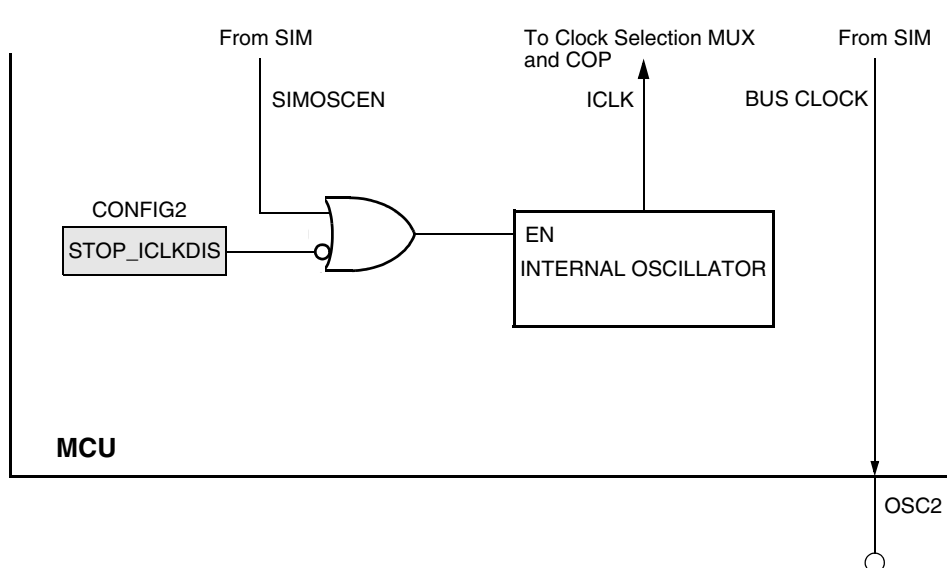 From SIM
To Clock Selection MUX
and COP
From SIM
SIMOSCEN
ICLK
BUS CLOCK
CONFIG2
STOP_ICLKDIS
EN
INTERNAL OSCILLATOR
MCU
OSC2